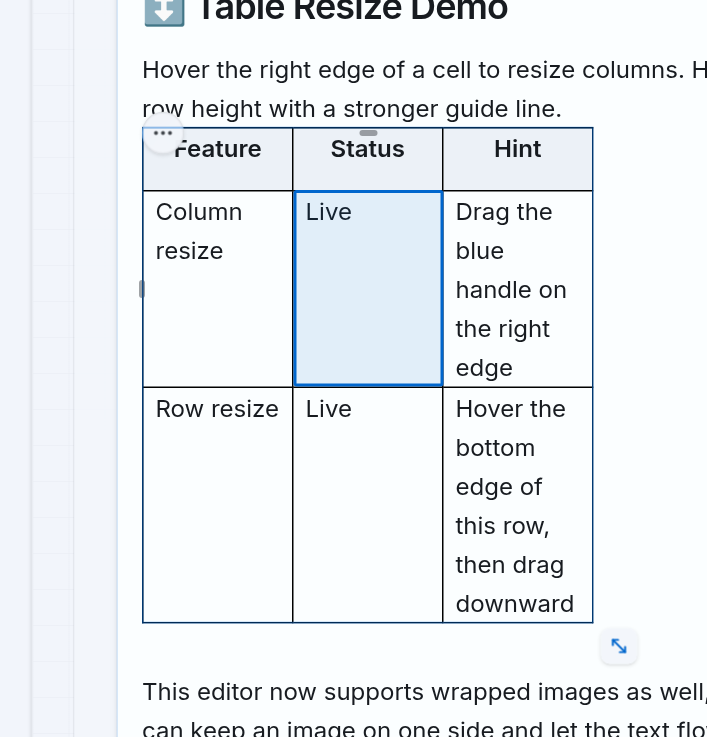 ↕️ Table Resize Demo
Hover the right edge of a cell to resize columns. H
row height with a stronger guide line.
Feature Status Hint
Column Live Drag the
resize blue
handle on
the right
edge
Row resize Live Hover the
bottom
edge of
this row,
then drag
downward
This editor now supports wrapped images as well,
can keep an image on one side and let the text flo